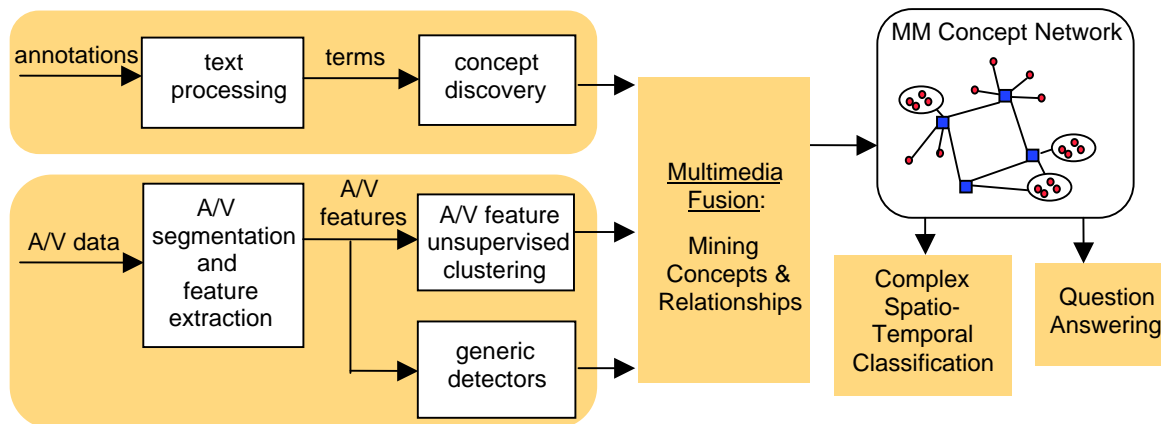 annotations
text
processing
terms
concept
discovery
A/V data
A/V
segmentation
and
feature
extraction
A/V
features
A/V feature
unsupervised
clustering
generic
detectors
Multimedia
Fusion:
Mining
Concepts &
Relationships
MM Concept Network
Complex
Spatio-
Temporal
Classification
Question
Answering